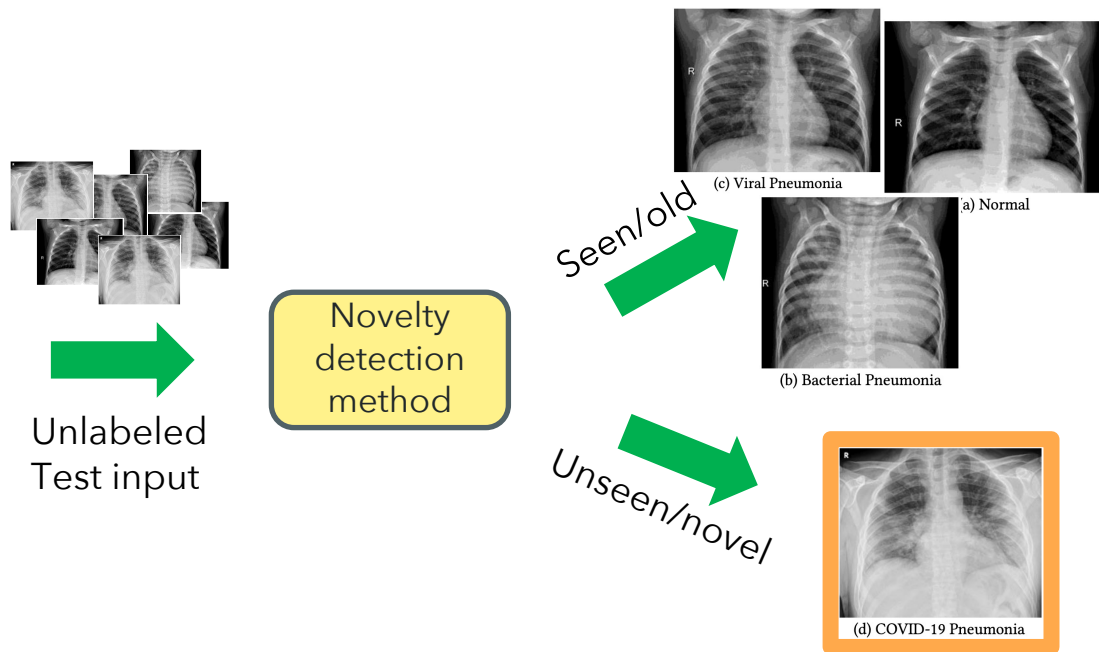 Unlabeled
Test input
Novelty
detection
method
Seen/old
Unseen/novel
R
(c) Viral Pneumonia
R
(a) Normal
R
(b) Bacterial Pneumonia
R
(d) COVID-19 Pneumonia